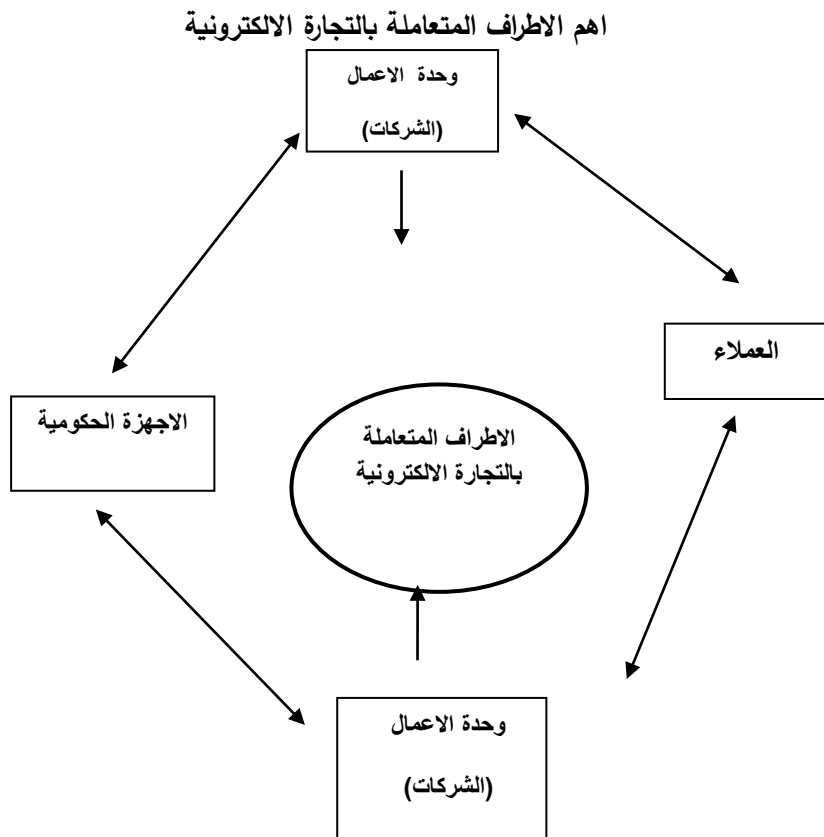 اهم الاطراف المتعاملة بالتجارة الالكترونية
وحدة الاعمال
(الشركات)
العملاء
الاجهزة الحكومية
الاطراف المتعاملة
بالتجارة الالكترونية
وحدة الاعمال
(الشركات)